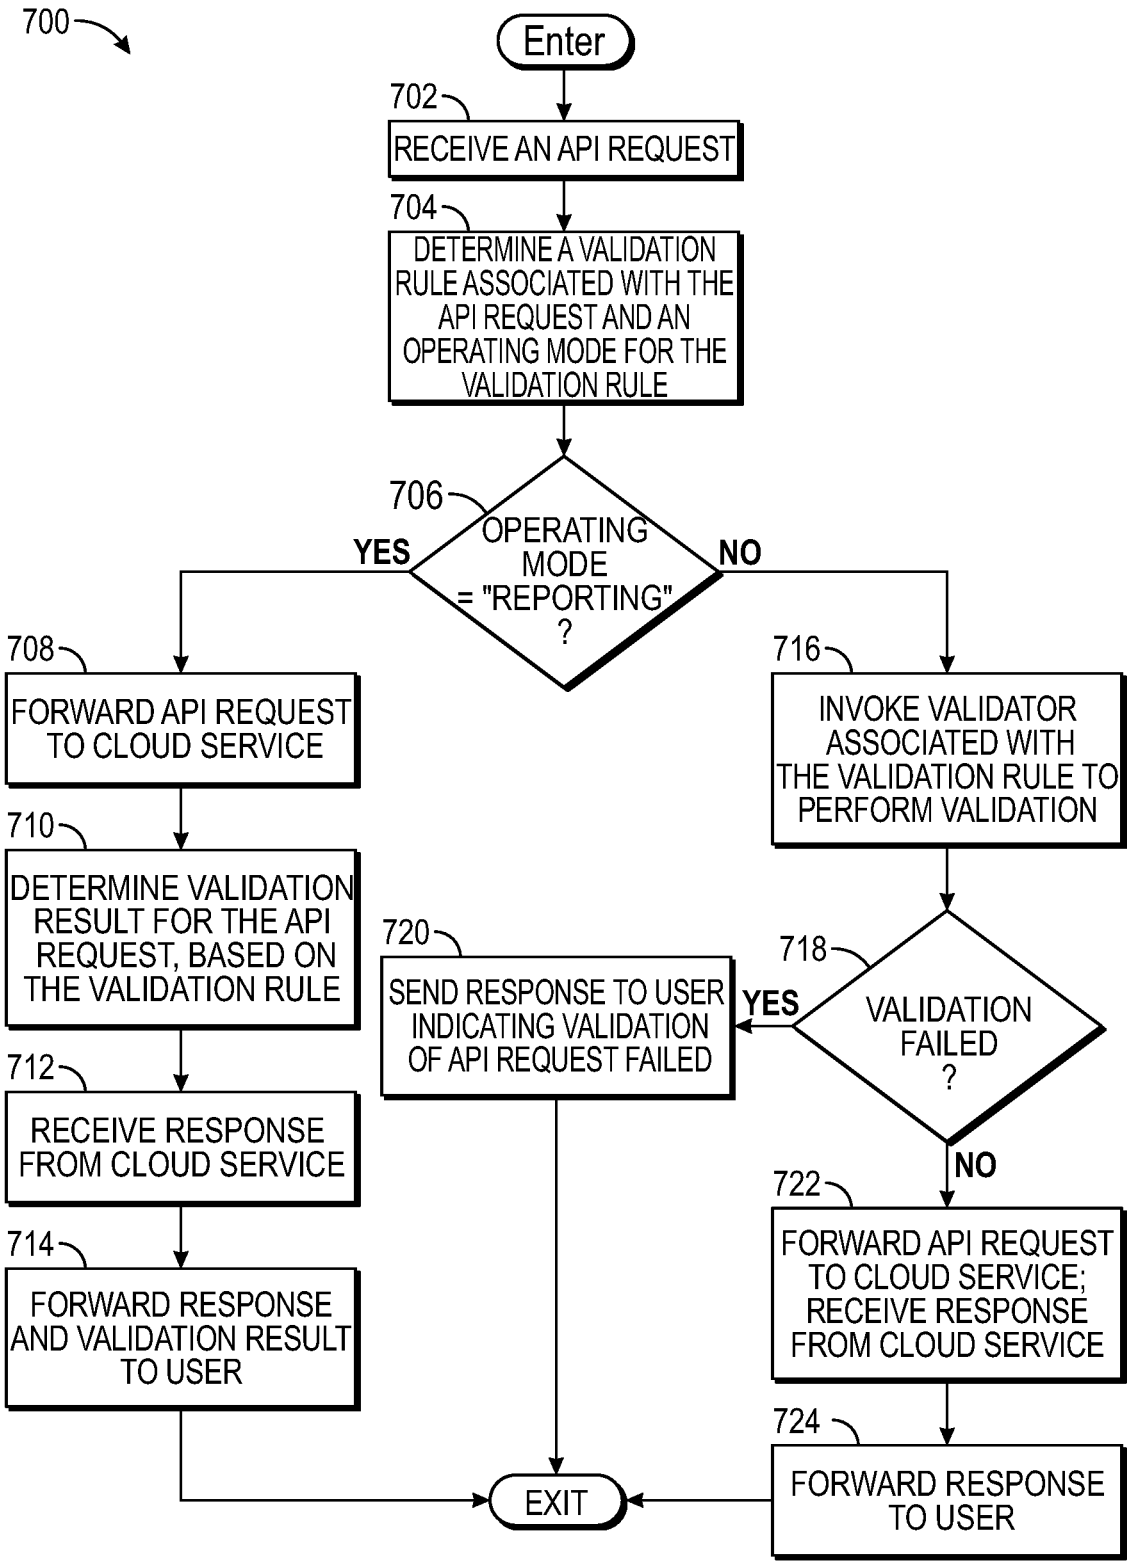 700
Enter
702
RECEIVE AN API REQUEST
704
DETERMINE A VALIDATION
RULE ASSOCIATED WITH THE
API REQUEST AND AN
OPERATING MODE FOR THE
VALIDATION RULE
706
OPERATING
MODE
= "REPORTING"
?
YES
NO
708
FORWARD API REQUEST
TO CLOUD SERVICE
710
DETERMINE VALIDATION
RESULT FOR THE API
REQUEST, BASED ON
THE VALIDATION RULE
712
RECEIVE RESPONSE
FROM CLOUD SERVICE
714
FORWARD RESPONSE
AND VALIDATION RESULT
TO USER
716
INVOKE VALIDATOR
ASSOCIATED WITH
THE VALIDATION RULE TO
PERFORM VALIDATION
718
VALIDATION
FAILED
?
YES
NO
720
SEND RESPONSE TO USER
INDICATING VALIDATION
OF API REQUEST FAILED
722
FORWARD API REQUEST
TO CLOUD SERVICE;
RECEIVE RESPONSE
FROM CLOUD SERVICE
724
FORWARD RESPONSE
TO USER
EXIT